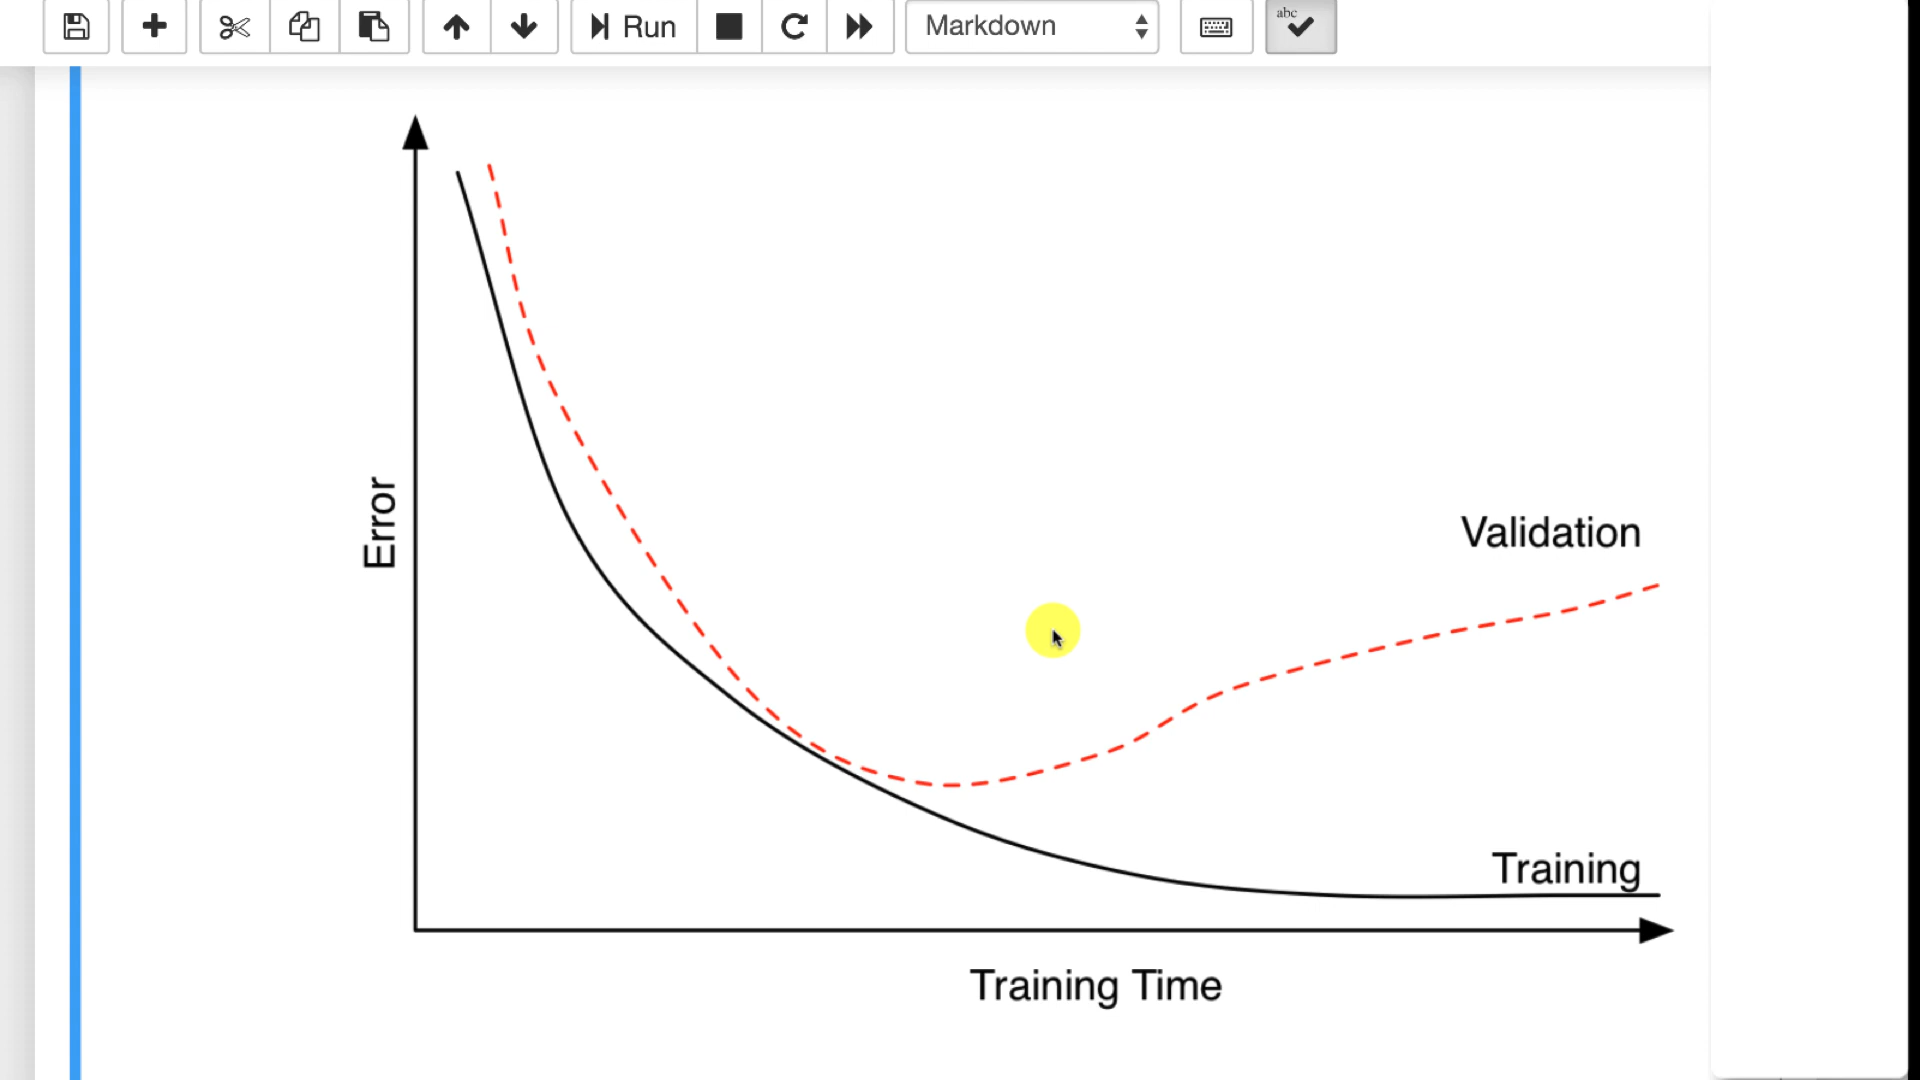 Run
Markdown
abc
Error
Validation
Training
Training Time